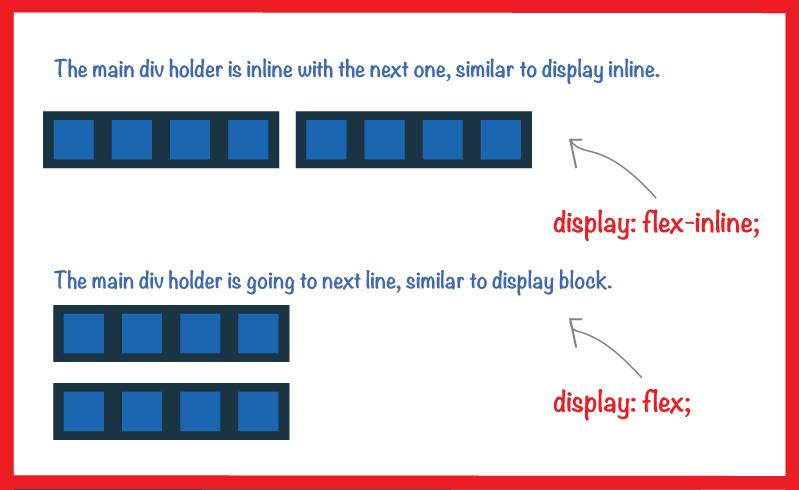 The main div holder is inline with the next one, similar to display inline.
display: flex-inline;
The main div holder is going to next line, similar to display block.
display: flex;